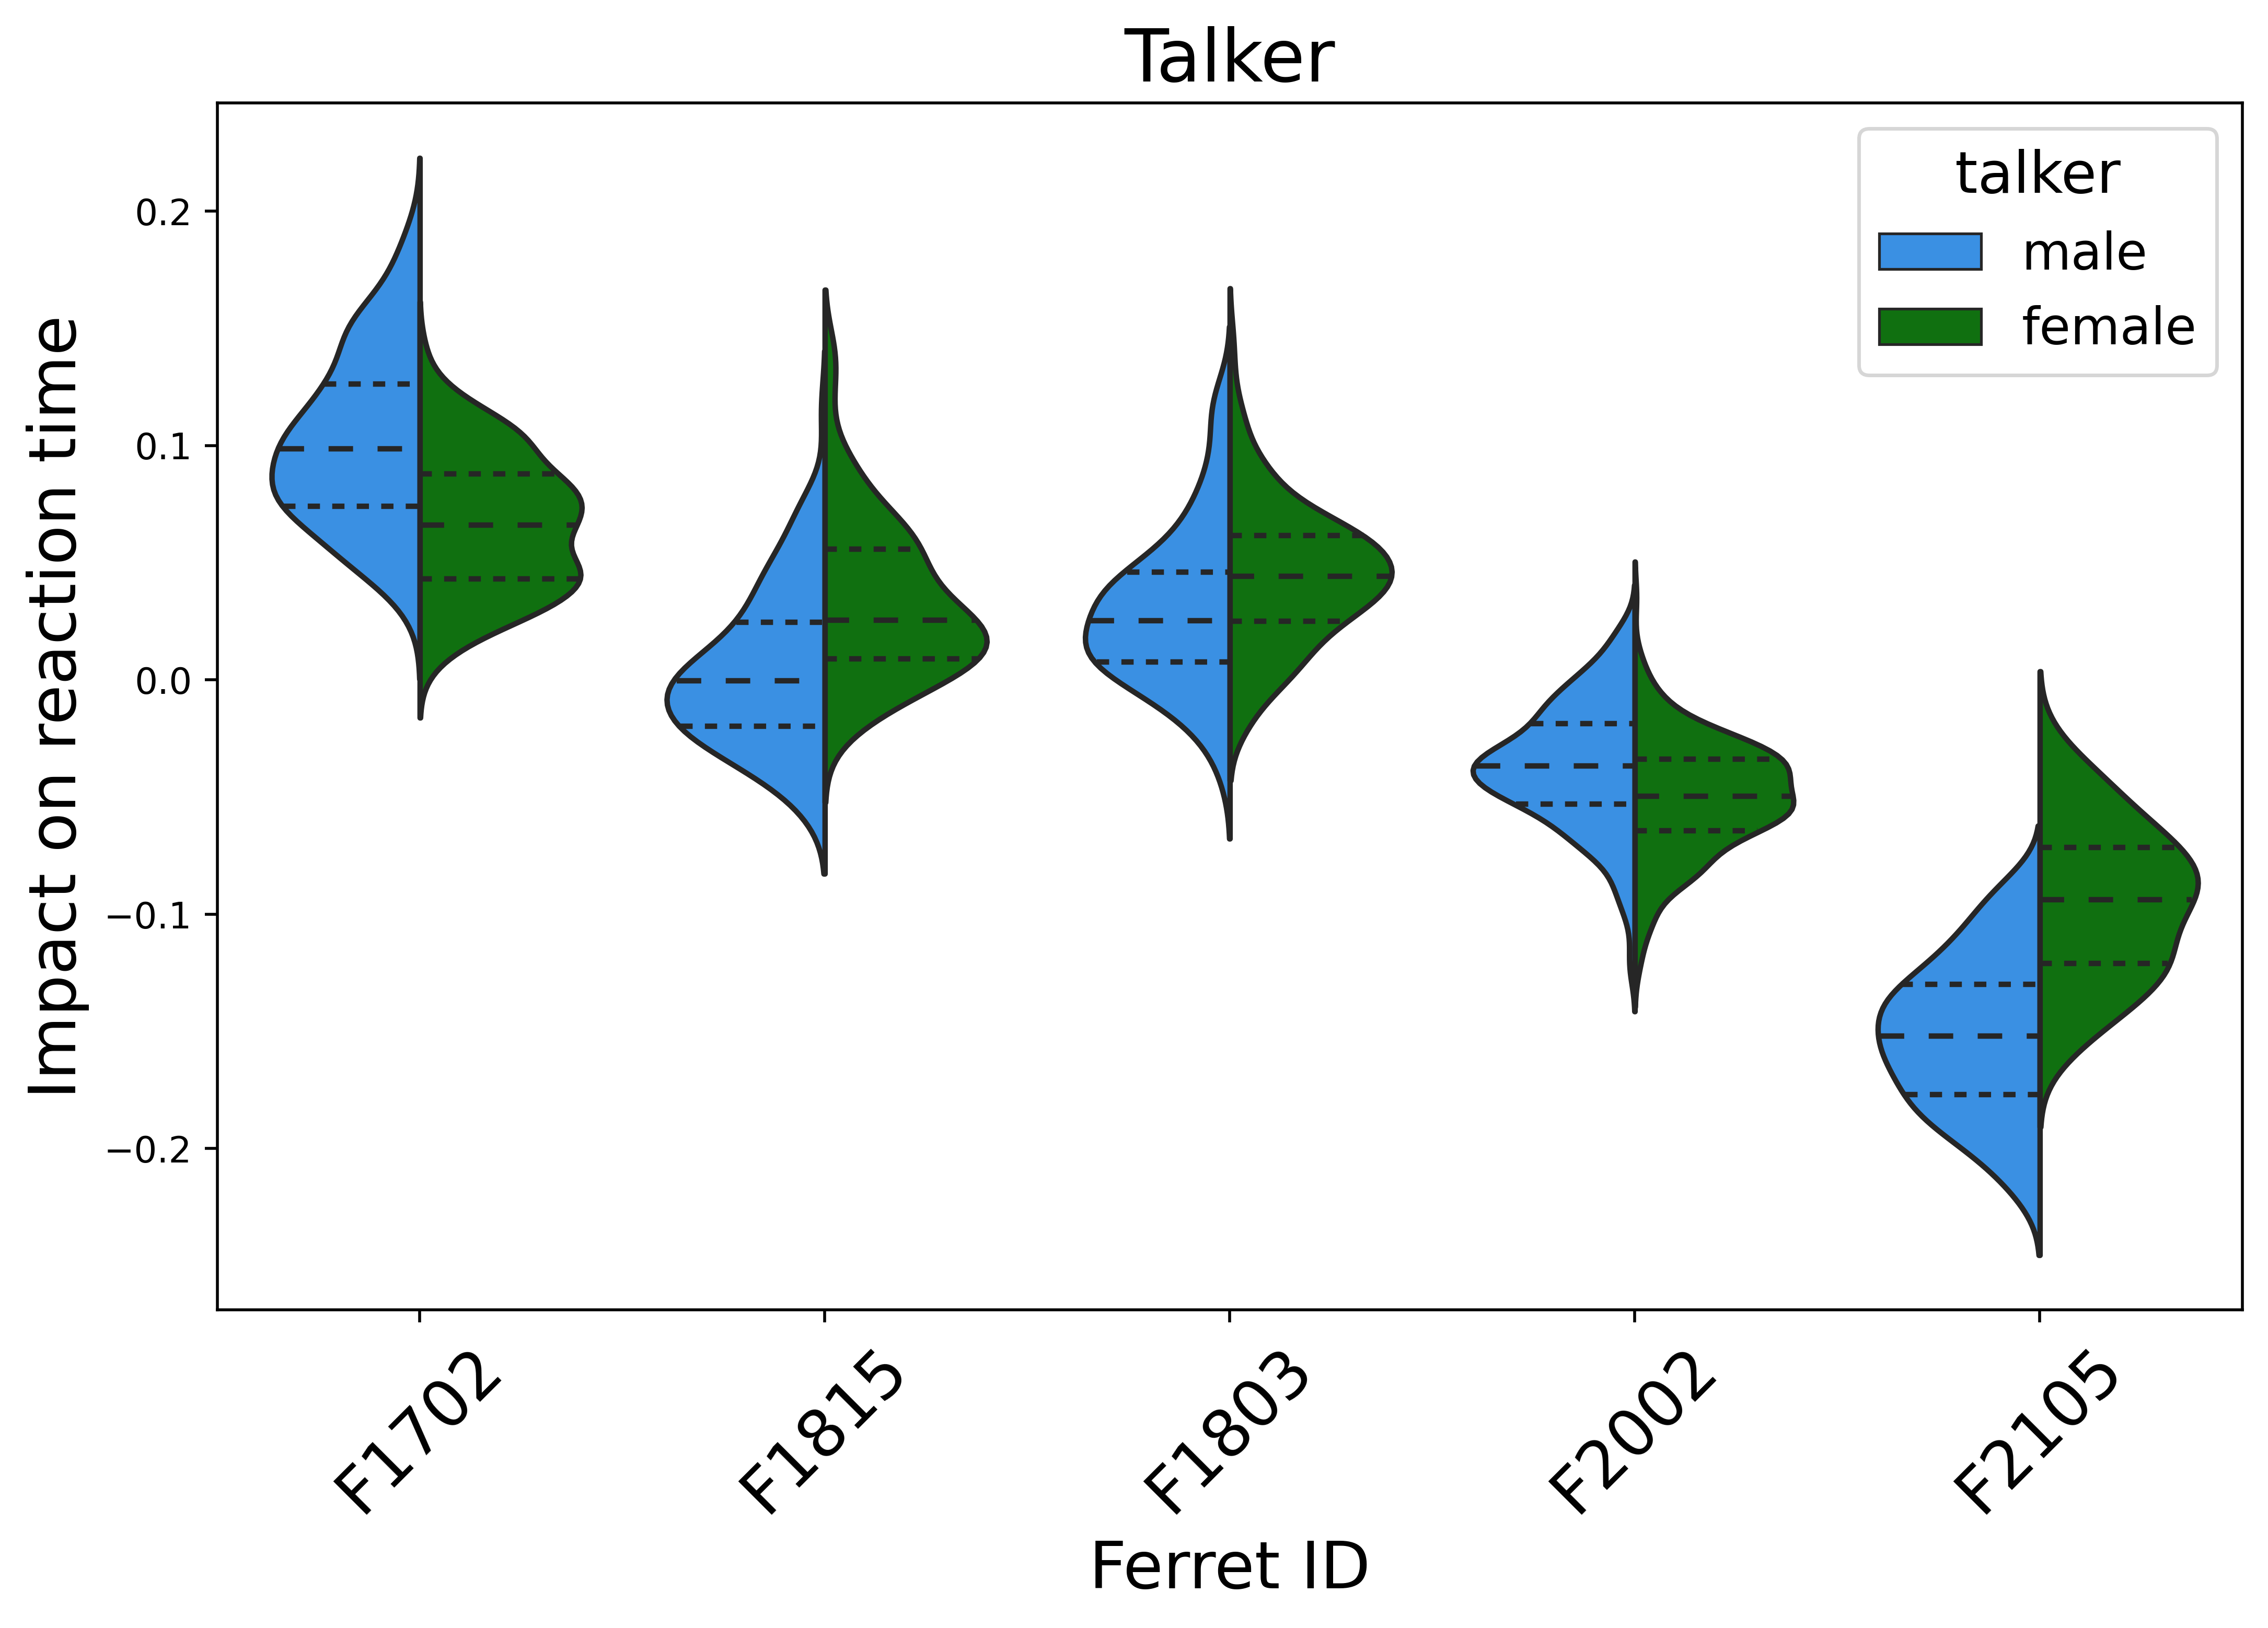 Talker
talker
male
female
Impact on reaction time
0.2
0.1
0.0
−0.1
−0.2
F1702
F1815
F1803
F2002
F2105
Ferret ID